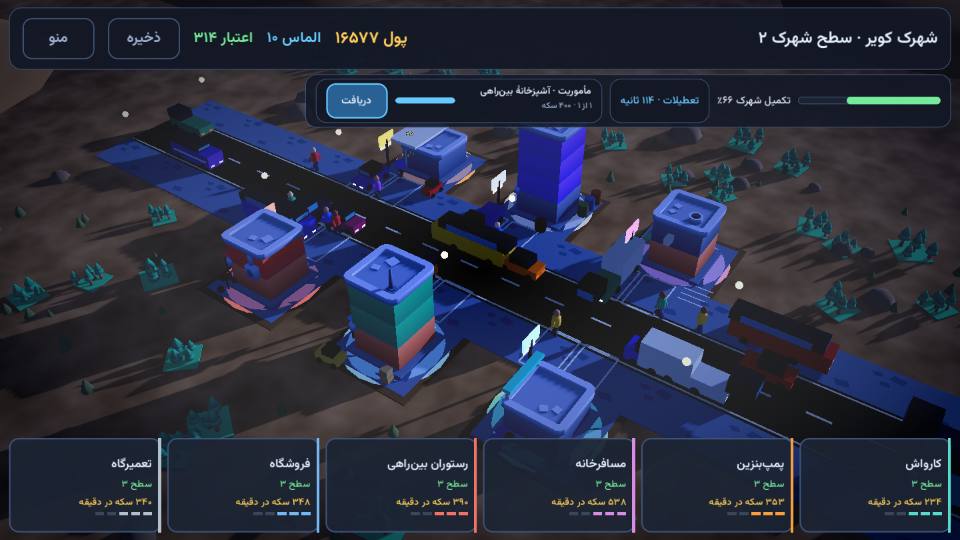 شهرک کویر · سطح شهرک ۲
پول ۱۶۵۷۷
الماس ۱۰
اعتبار ۳۱۴
ذخیره
منو
تکمیل شهرک ۶۶٪
تعطیلات · ۱۱۴ ثانیه
مأموریت · آشپزخانهٔ بین‌راهی
۱ از ۱ · ۴۰۰ سکه
دریافت
کارواش
سطح ۳
۲۳۴ سکه در دقیقه
پمپ‌بنزین
سطح ۳
۳۵۳ سکه در دقیقه
مسافرخانه
سطح ۳
۵۳۸ سکه در دقیقه
رستوران بین‌راهی
سطح ۳
۳۹۰ سکه در دقیقه
فروشگاه
سطح ۳
۳۴۸ سکه در دقیقه
تعمیرگاه
سطح ۳
۳۴۰ سکه در دقیقه